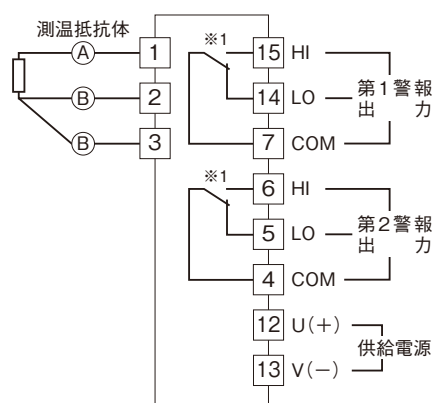 測温抵抗体
A 1
B 2
B 3
※1
15 HI
14 LO
7 COM
第1警報
出 力
※1
6 HI
5 LO
4 COM
第2警報
出 力
12 U(+)
13 V(−)
供給電源